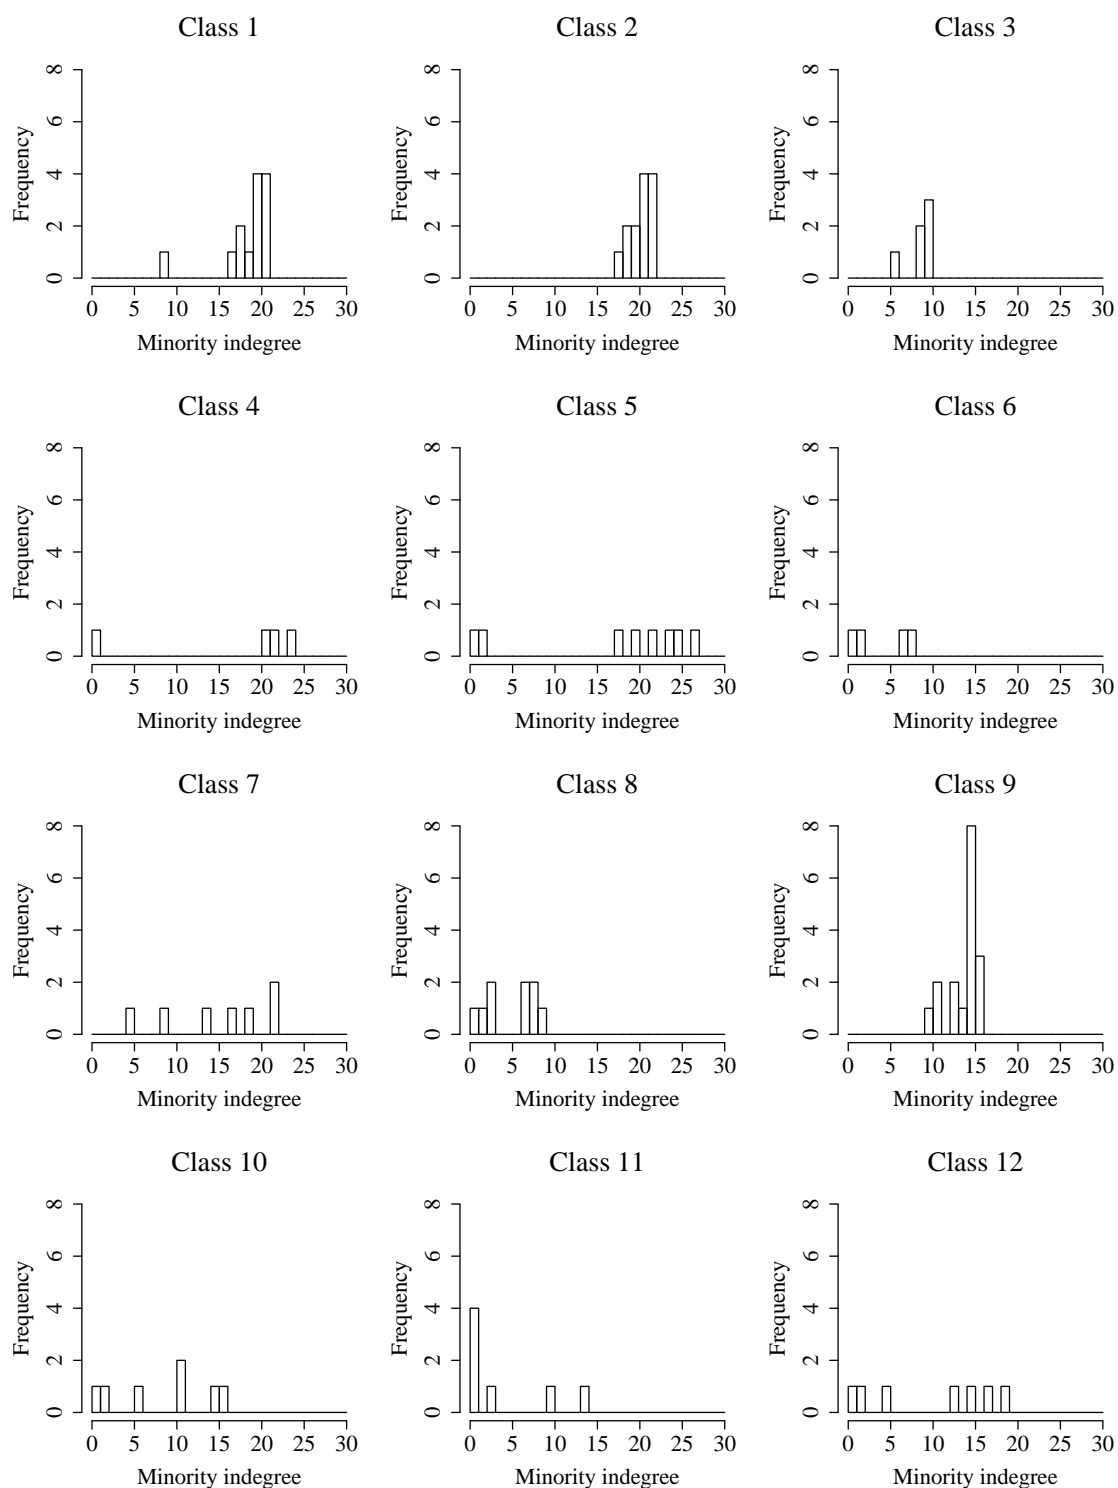 Class 1
Class 2
Class 3
Frequency
0 2 4 6 8
Frequency
0 2 4 6 8
Frequency
0 2 4 6 8
0 5 10 15 20 25 30
0 5 10 15 20 25 30
0 5 10 15 20 25 30
Minority indegree
Minority indegree
Minority indegree
Class 4
Class 5
Class 6
Frequency
0 2 4 6 8
Frequency
0 2 4 6 8
Frequency
0 2 4 6 8
0 5 10 15 20 25 30
0 5 10 15 20 25 30
0 5 10 15 20 25 30
Minority indegree
Minority indegree
Minority indegree
Class 7
Class 8
Class 9
Frequency
0 2 4 6 8
Frequency
0 2 4 6 8
Frequency
0 2 4 6 8
0 5 10 15 20 25 30
0 5 10 15 20 25 30
0 5 10 15 20 25 30
Minority indegree
Minority indegree
Minority indegree
Class 10
Class 11
Class 12
Frequency
0 2 4 6 8
Frequency
0 2 4 6 8
Frequency
0 2 4 6 8
0 5 10 15 20 25 30
0 5 10 15 20 25 30
0 5 10 15 20 25 30
Minority indegree
Minority indegree
Minority indegree